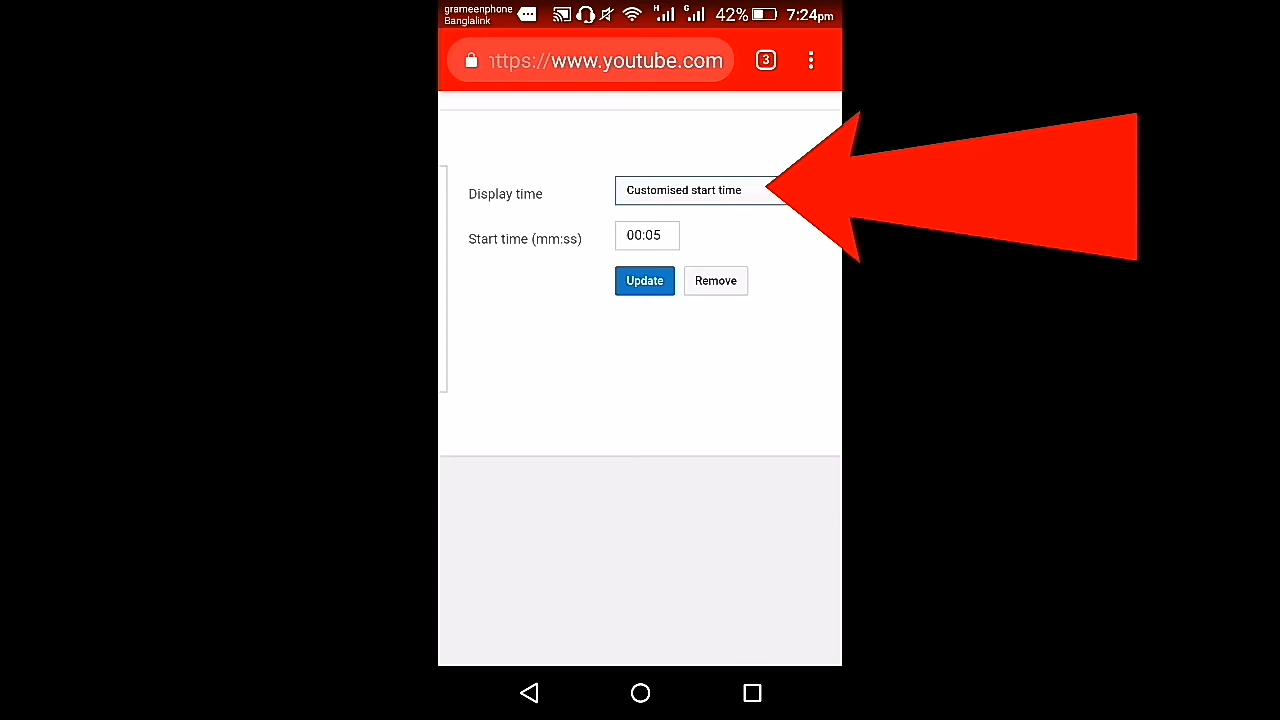 grameenphone
Banglalink
H
G
42%
7:24pm
https://www.youtube.com
3
Display time
Customised start time
Start time (mm:ss)
00:05
Update
Remove